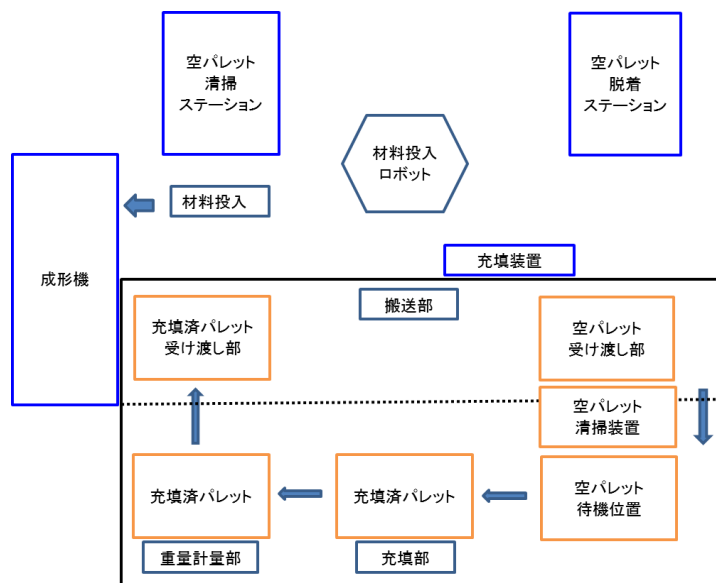 空パレット
清掃
ステーション
空パレット
脱着
ステーション
材料投入
ロボット
材料投入
成形機
充填装置
搬送部
充填済パレット
受け渡し部
空パレット
受け渡し部
空パレット
清掃装置
充填済パレット
充填済パレット
空パレット
待機位置
重量計量部
充填部